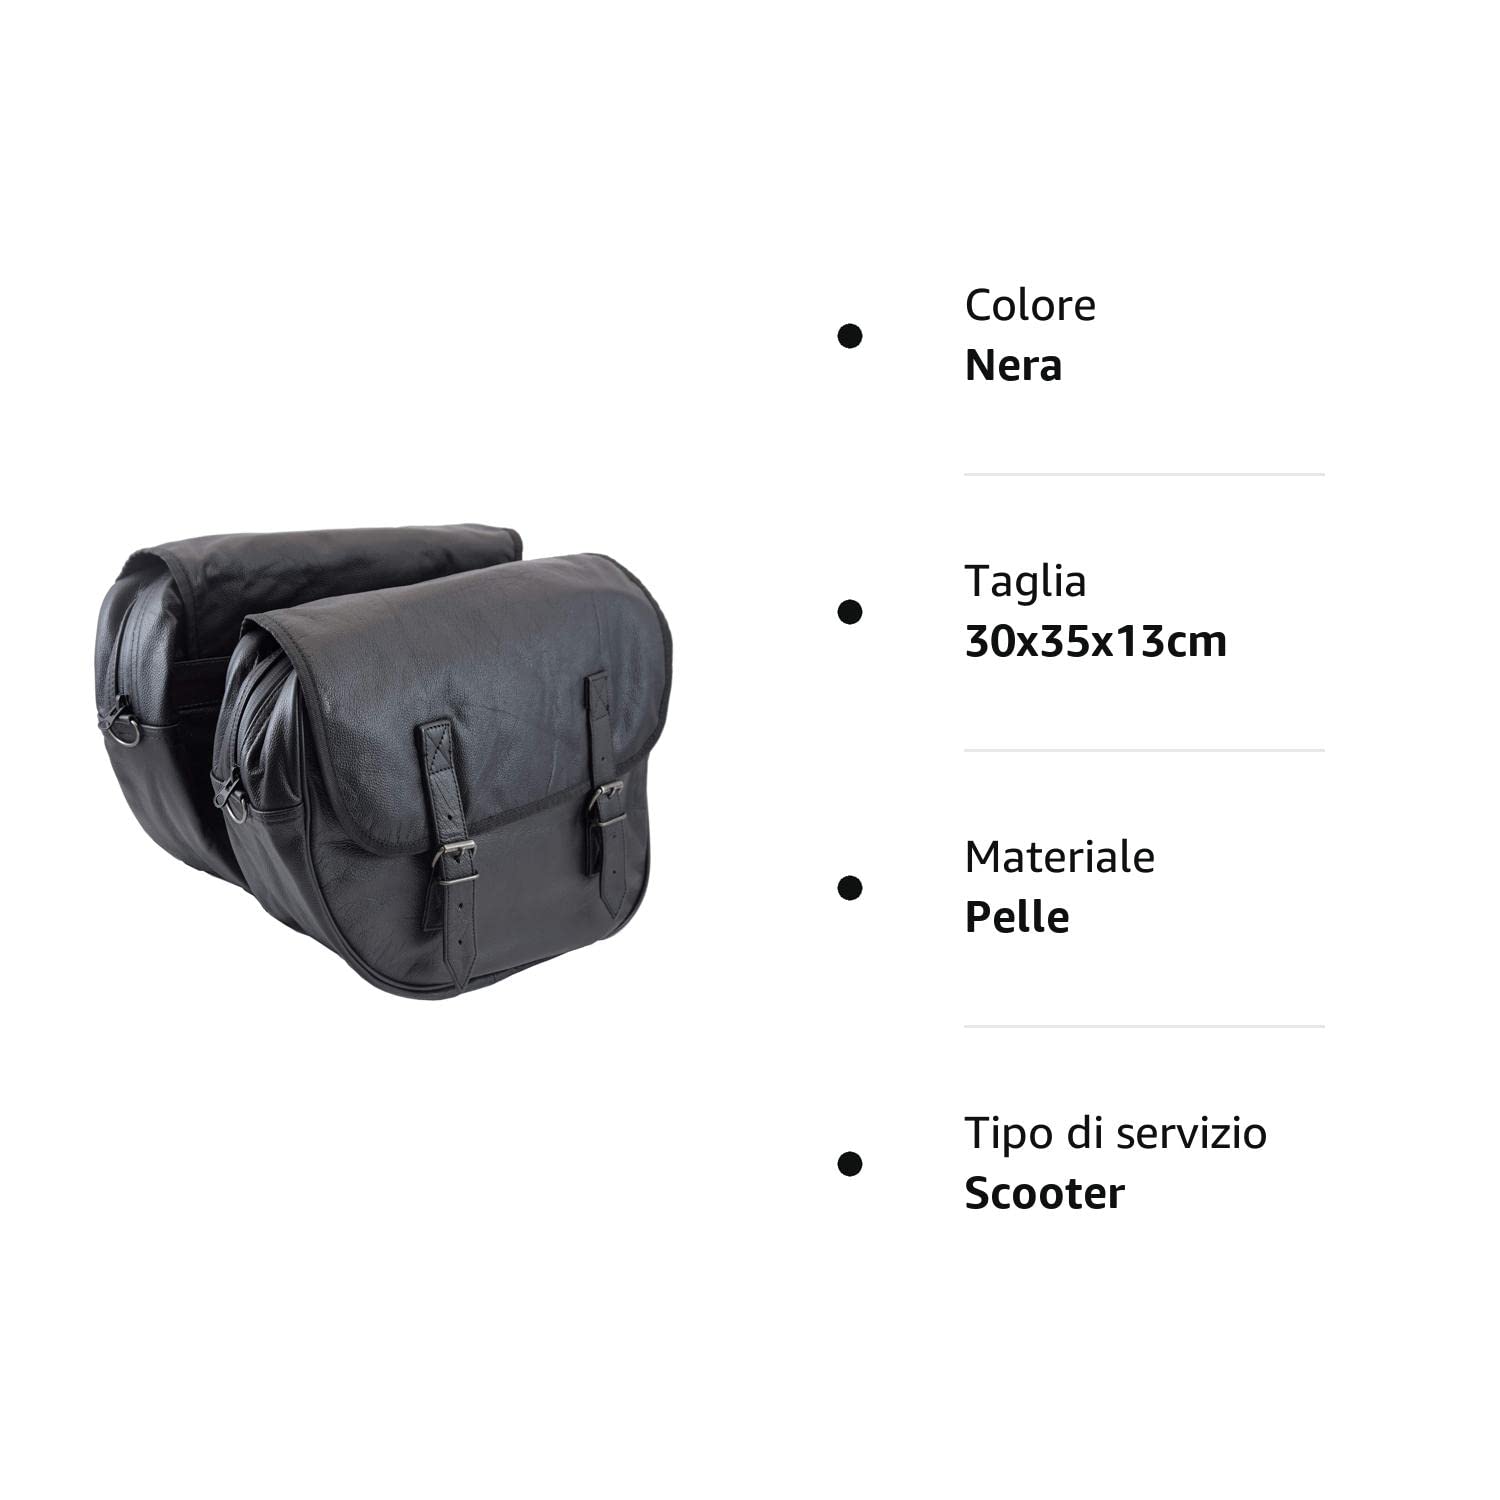 Colore
Nera
Taglia
30x35x13cm
Materiale
Pelle
Tipo di servizio
Scooter